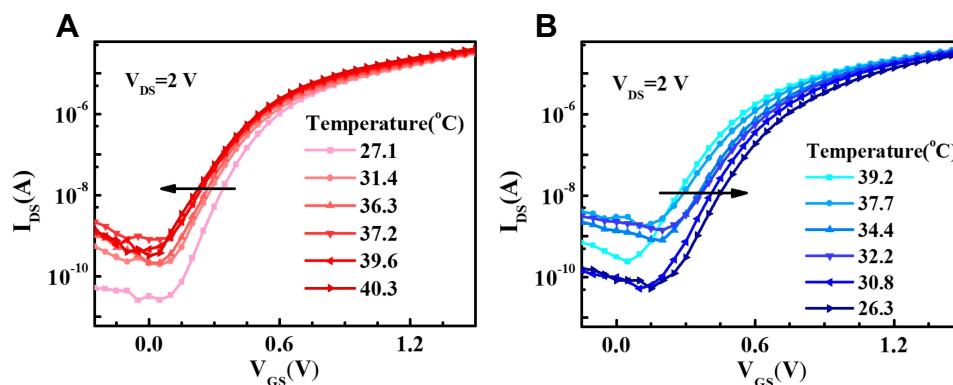 A
V_DS=2 V
Temperature(°C)
27.1
31.4
36.3
37.2
39.6
40.3
10^-6
10^-8
10^-10
I_DS(A)
0.0 0.6 1.2
V_GS(V)
B
V_DS=2 V
Temperature(°C)
39.2
37.7
34.4
32.2
30.8
26.3
10^-6
10^-8
10^-10
I_DS(A)
0.0 0.6 1.2
V_GS(V)